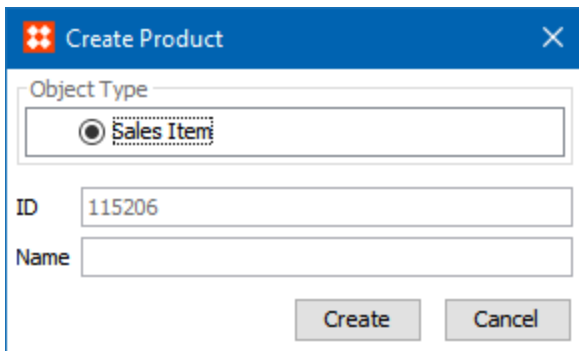 Create Product
Object Type
Sales Item
ID 115206
Name
Create Cancel